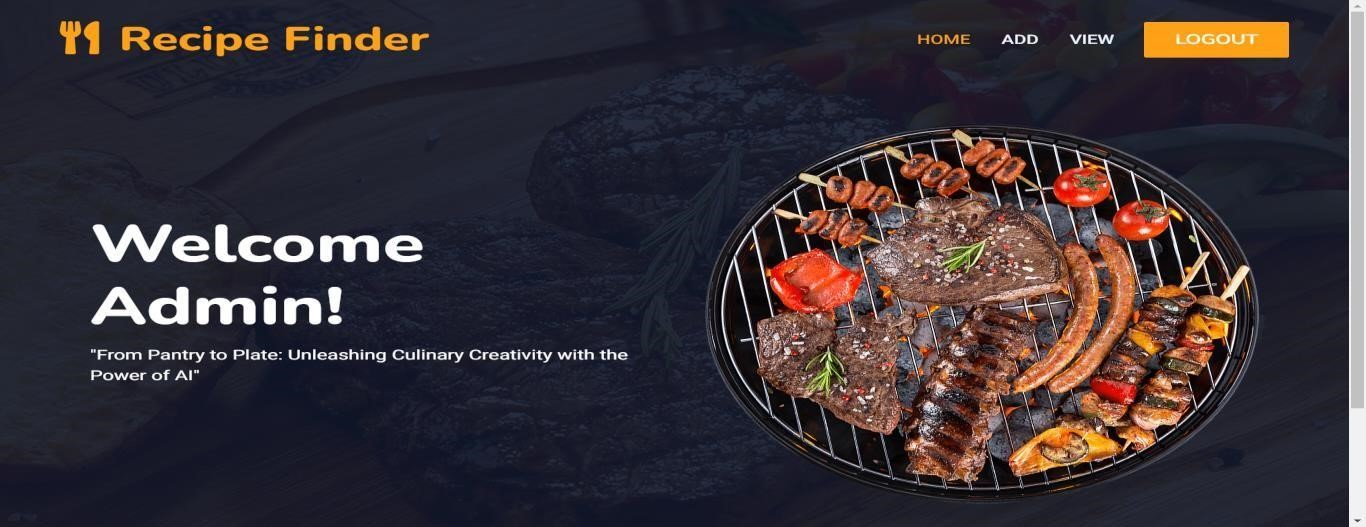 Recipe Finder
HOME ADD VIEW LOGOUT
Welcome
Admin!
"From Pantry to Plate: Unleashing Culinary Creativity with the
Power of AI"